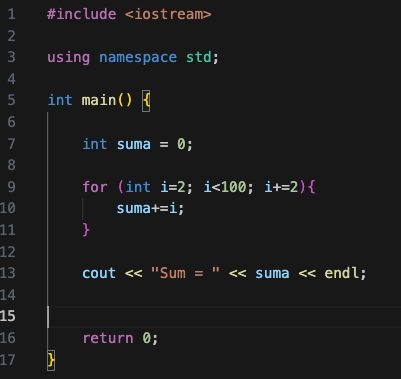 1 #include <iostream>
2
3 using namespace std;
4
5 int main() {
6
7 int suma = 0;
8
9 for (int i=2; i<100; i+=2){
10 suma+=i;
11 }
12
13 cout << "Sum = " << suma << endl;
14
15
16 return 0;
17 }